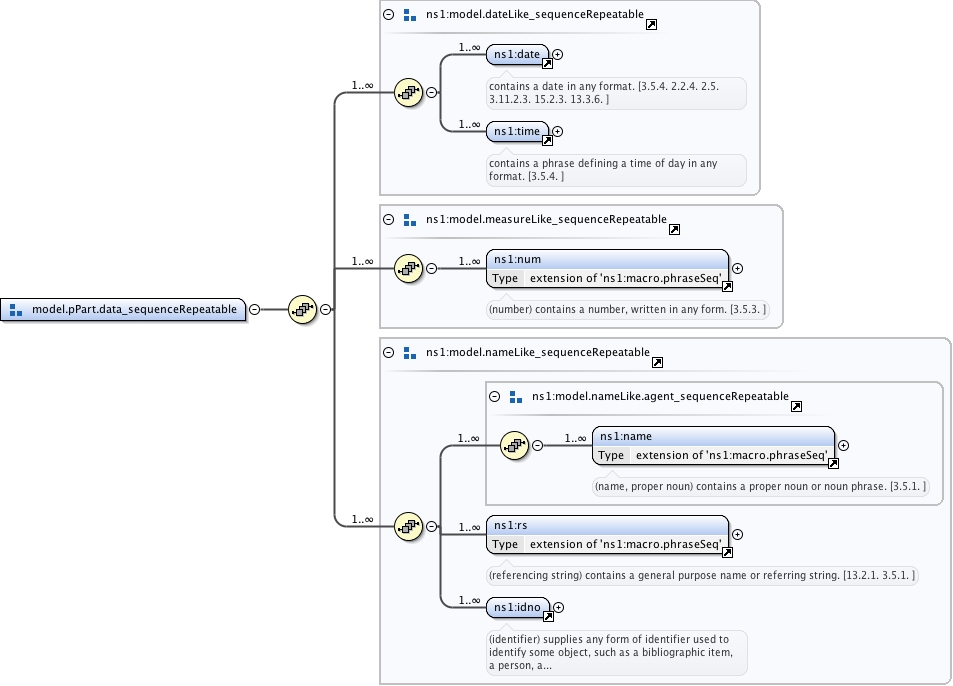 ns1:model.dateLike_sequenceRepeatable
1..∞
ns1:date
contains a date in any format. [3.5.4. 2.2.4. 2.5.
3.11.2.3. 15.2.3. 13.3.6. ]
1..∞
1..∞
ns1:time
contains a phrase defining a time of day in any
format. [3.5.4. ]
ns1:model.measureLike_sequenceRepeatable
1..∞
1..∞
ns1:num
Type extension of 'ns1:macro.phraseSeq'
(number) contains a number, written in any form. [3.5.3. ]
model.pPart.data_sequenceRepeatable
ns1:model.nameLike_sequenceRepeatable
ns1:model.nameLike.agent_sequenceRepeatable
1..∞
1..∞
ns1:name
Type extension of 'ns1:macro.phraseSeq'
(name, proper noun) contains a proper noun or noun phrase. [3.5.1. ]
1..∞
1..∞
ns1:rs
Type extension of 'ns1:macro.phraseSeq'
(referencing string) contains a general purpose name or referring string. [13.2.1. 3.5.1. ]
1..∞
ns1:idno
(identifier) supplies any form of identifier used to
identify some object, such as a bibliographic item,
a person, a...